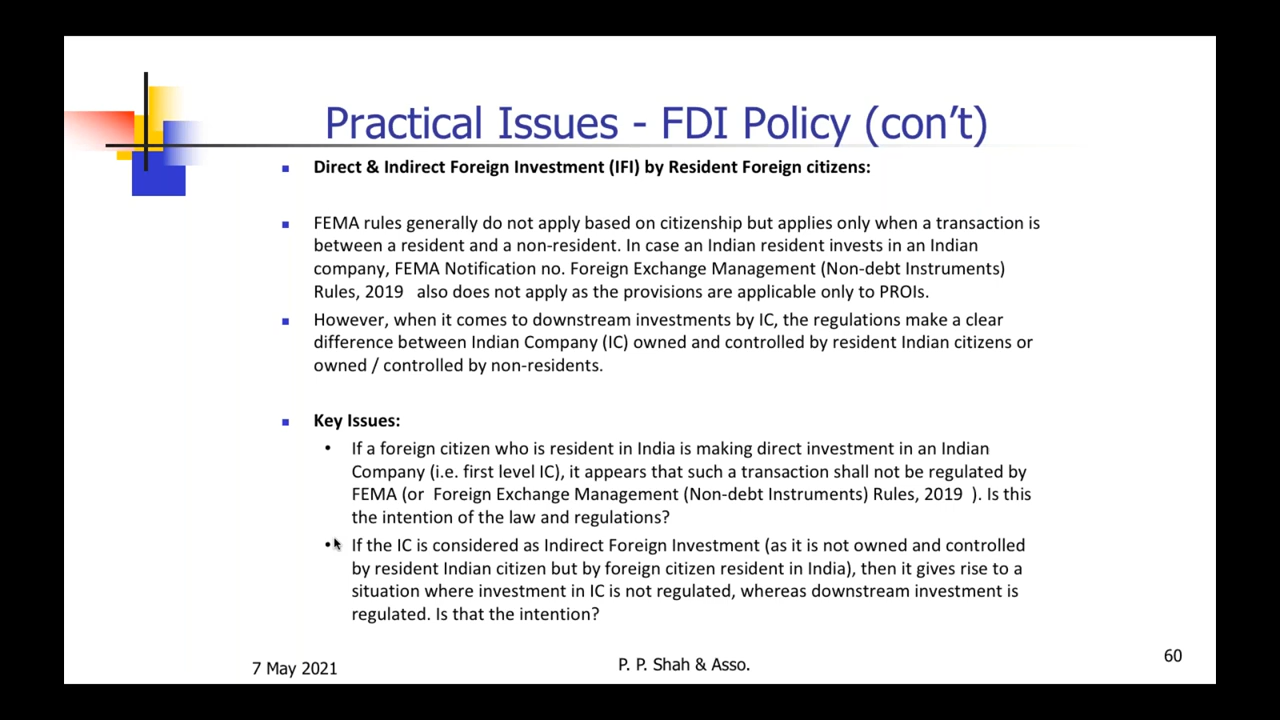 Practical Issues - FDI Policy (con't)
Direct & Indirect Foreign Investment (IFI) by Resident Foreign citizens:
FEMA rules generally do not apply based on citizenship but applies only when a transaction is
between a resident and a non-resident. In case an Indian resident invests in an Indian
company, FEMA Notification no. Foreign Exchange Management (Non-debt Instruments)
Rules, 2019 also does not apply as the provisions are applicable only to PROIs.
However, when it comes to downstream investments by IC, the regulations make a clear
difference between Indian Company (IC) owned and controlled by resident Indian citizens or
owned / controlled by non-residents.
Key Issues:
If a foreign citizen who is resident in India is making direct investment in an Indian
Company (i.e. first level IC), it appears that such a transaction shall not be regulated by
FEMA (or Foreign Exchange Management (Non-debt Instruments) Rules, 2019 ). Is this
the intention of the law and regulations?
If the IC is considered as Indirect Foreign Investment (as it is not owned and controlled
by resident Indian citizen but by foreign citizen resident in India), then it gives rise to a
situation where investment in IC is not regulated, whereas downstream investment is
regulated. Is that the intention?
7 May 2021
P. P. Shah & Asso.
60